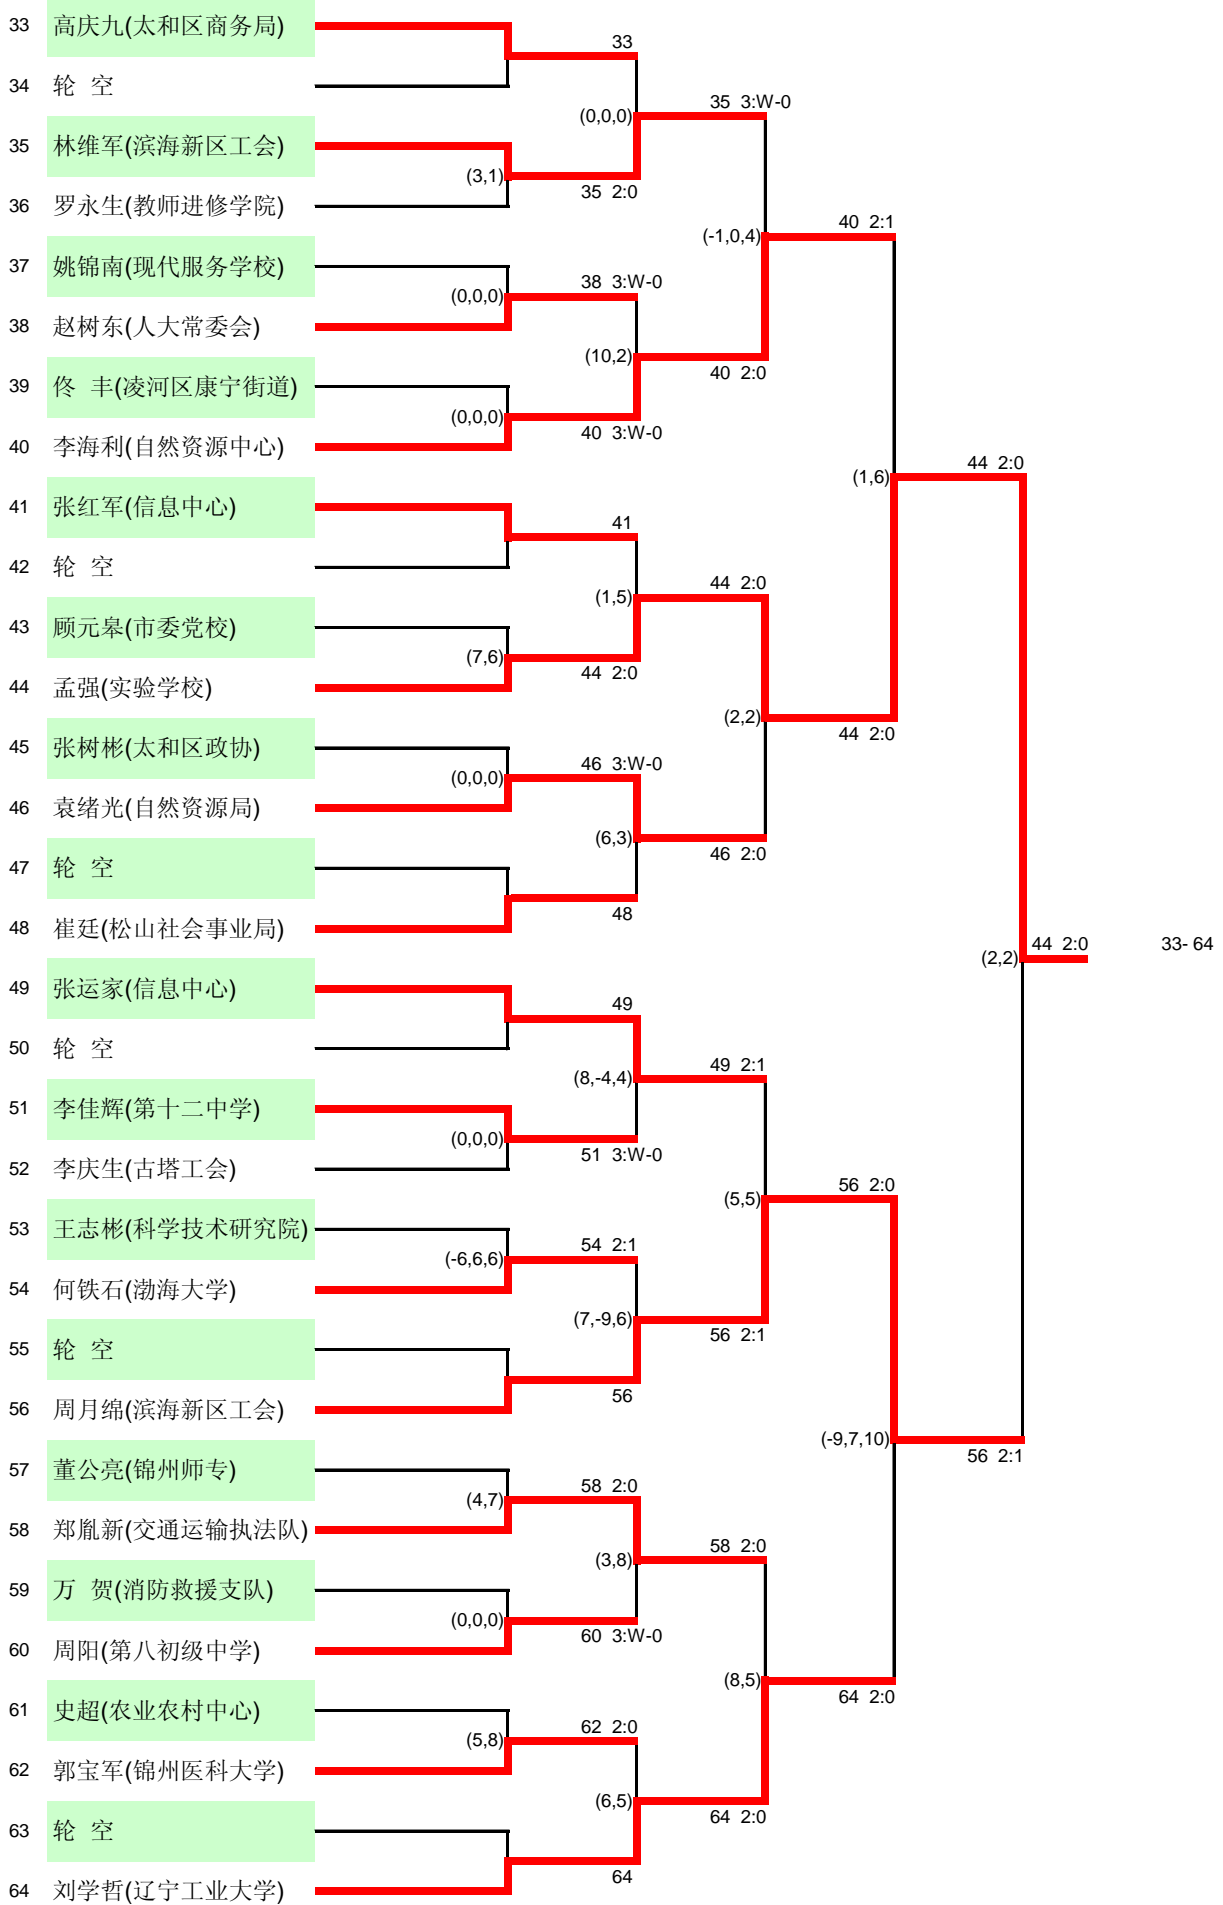 33 高庆九(太和区商务局)
33
34 轮 空
35 3:W-0
(0,0,0)
35 林维军(滨海新区工会)
(3,1)
35 2:0
36 罗永生(教师进修学院)
40 2:1
(-1,0,4)
37 姚锦南(现代服务学校)
38 3:W-0
(0,0,0)
38 赵树东(人大常委会)
(10,2)
40 2:0
39 佟 丰(凌河区康宁街道)
(0,0,0)
40 3:W-0
40 李海利(自然资源中心)
44 2:0
(1,6)
41 张红军(信息中心)
41
42 轮 空
44 2:0
(1,5)
43 顾元皋(市委党校)
(7,6)
44 2:0
44 孟强(实验学校)
(2,2)
44 2:0
45 张树彬(太和区政协)
46 3:W-0
(0,0,0)
46 袁绪光(自然资源局)
(6,3)
46 2:0
47 轮 空
48
48 崔廷(松山社会事业局)
44 2:0
33-64
(2,2)
49 张运家(信息中心)
49
50 轮 空
49 2:1
(8,-4,4)
51 李佳辉(第十二中学)
(0,0,0)
51 3:W-0
52 李庆生(古塔工会)
56 2:0
(5,5)
53 王志彬(科学技术研究院)
54 2:1
(-6,6,6)
54 何铁石(渤海大学)
(7,-9,6)
56 2:1
55 轮 空
56
56 周月绵(滨海新区工会)
(-9,7,10)
56 2:1
57 董公亮(锦州师专)
58 2:0
(4,7)
58 郑胤新(交通运输执法队)
58 2:0
(3,8)
59 万 贺(消防救援支队)
(0,0,0)
60 3:W-0
60 周阳(第八初级中学)
(8,5)
64 2:0
61 史超(农业农村中心)
62 2:0
(5,8)
62 郭宝军(锦州医科大学)
(6,5)
64 2:0
63 轮 空
64
64 刘学哲(辽宁工业大学)